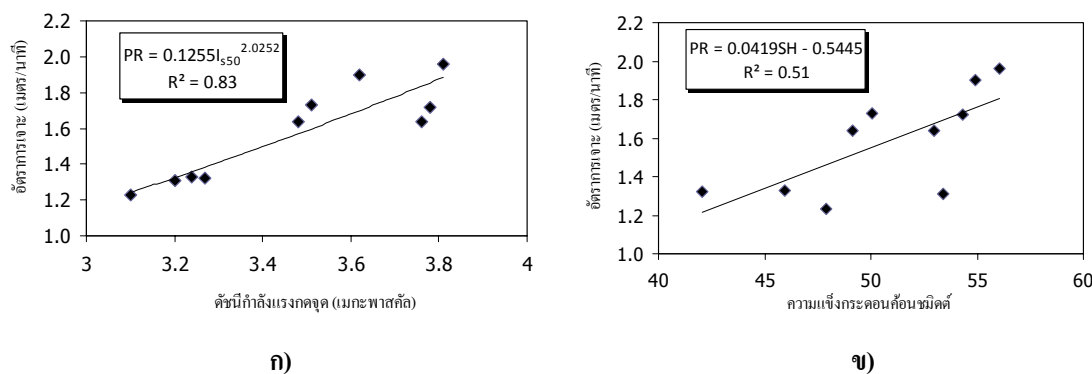 2.2
2.0
1.8
1.6
1.4
1.2
1.0
อัตราการเจาะ (เมตร/นาที)
PR = 0.1255Is50^2.0252
R² = 0.83
3 3.2 3.4 3.6 3.8 4
ดัชนีกำลังแรงกดจุด (เมกะพาสคัล)
ก)
2.2
2.0
1.8
1.6
1.4
1.2
1.0
อัตราการเจาะ (เมตร/นาที)
PR = 0.0419SH - 0.5445
R² = 0.51
40 45 50 55 60
ความแข็งกระดอนค้อนชมิดต์
ข)